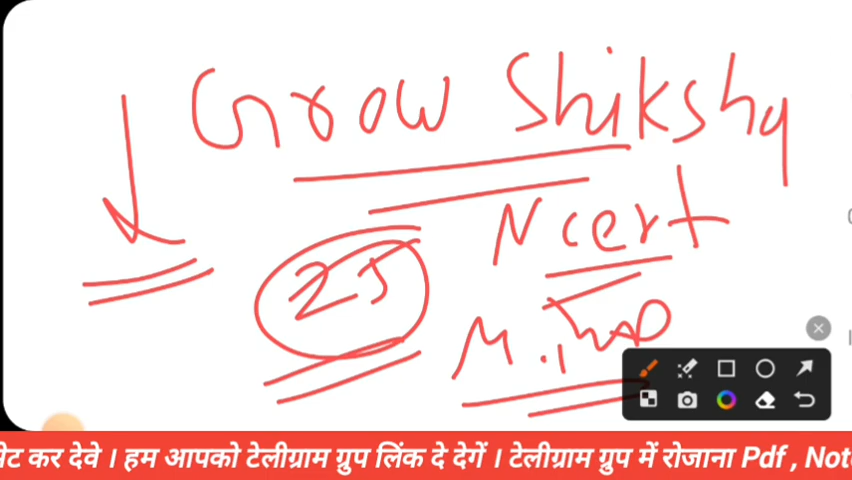 Grow Shiksha
Ncert
25
M. Imp
ेट कर देवे । हम आपको टेलीग्राम ग्रुप लिंक दे देगें । टेलीग्राम ग्रुप में रोजाना Pdf , Not